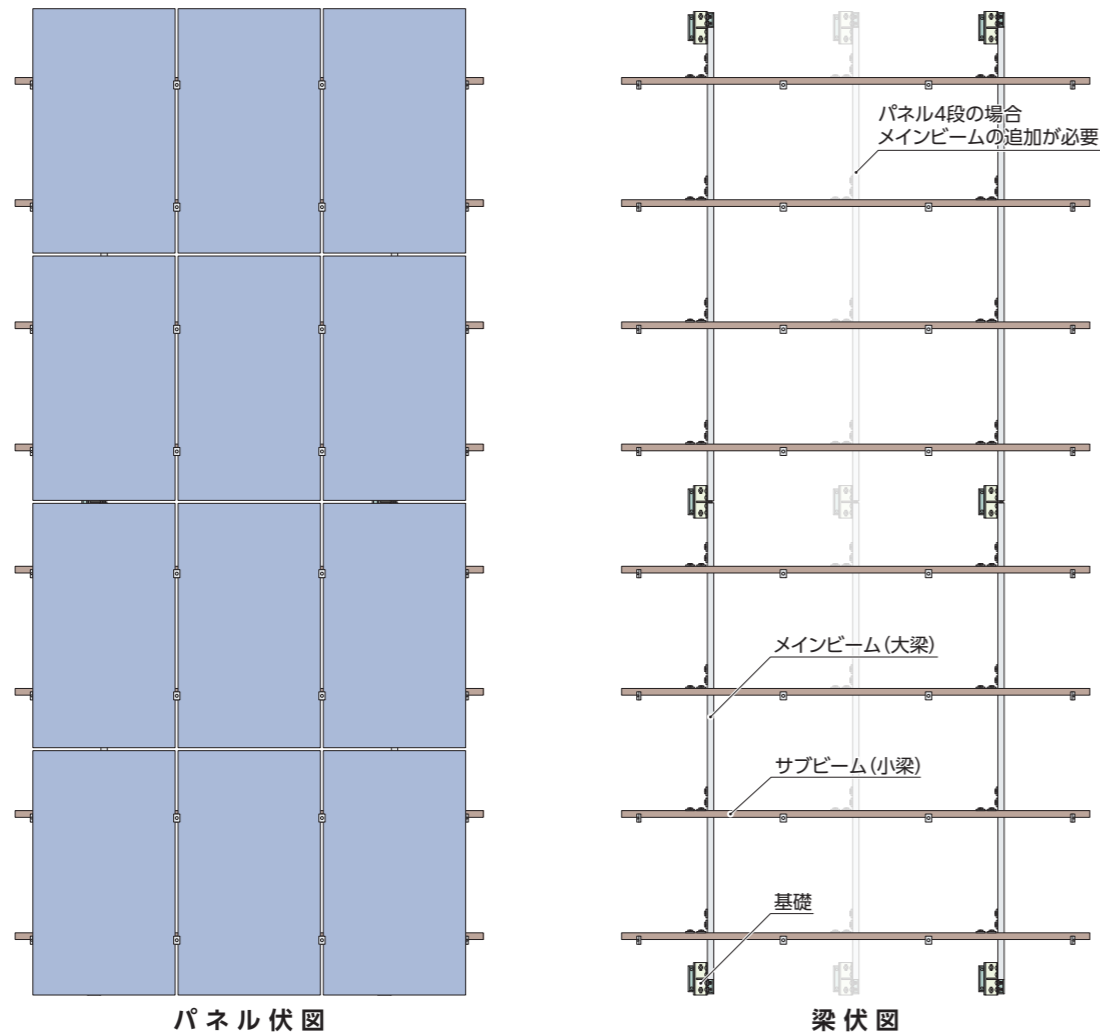 パネル4段の場合
メインビームの追加が必要
メインビーム(大梁)
サブビーム(小梁)
基礎
パネル伏図
梁伏図